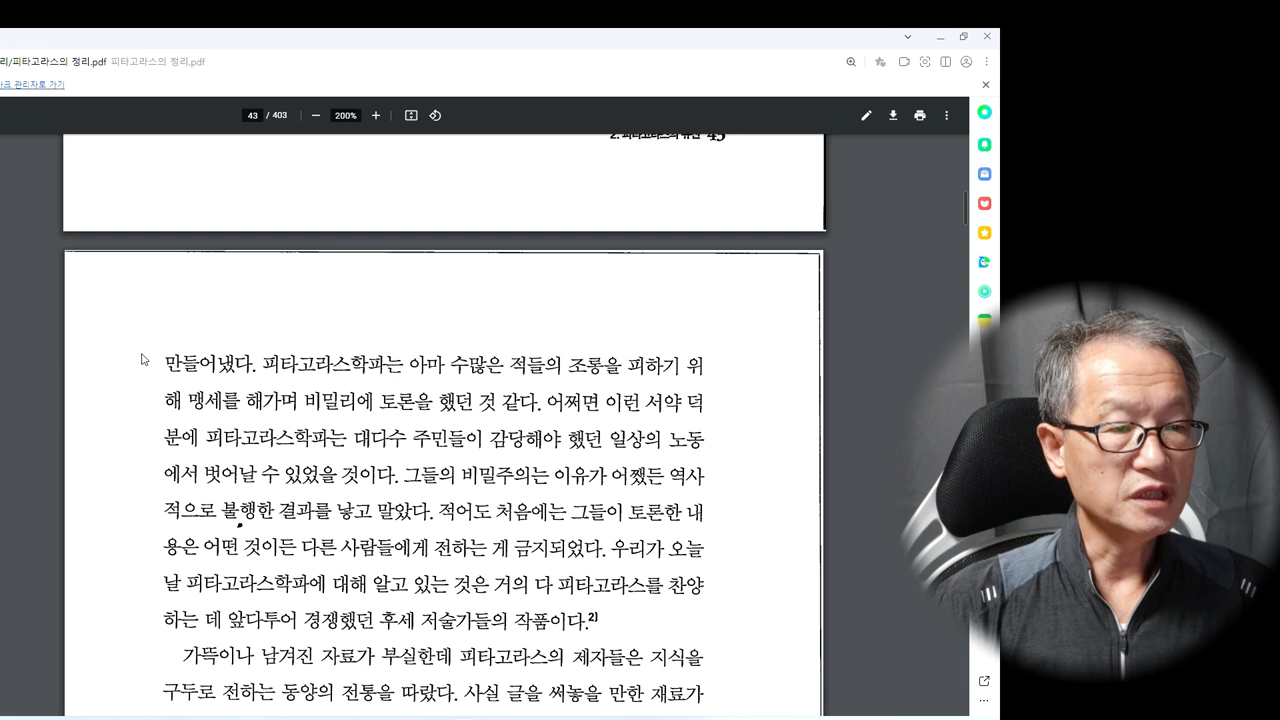 리/피타고라스의 정리.pdf 피타고라스의 정리.pdf
마크 관리자로 가기
43 / 403
200%
2. 피타고라스의 유산 43
만들어냈다. 피타고라스학파는 아마 수많은 적들의 조롱을 피하기 위
해 맹세를 해가며 비밀리에 토론을 했던 것 같다. 어쩌면 이런 서약 덕
분에 피타고라스학파는 대다수 주민들이 감당해야 했던 일상의 노동
에서 벗어날 수 있었을 것이다. 그들의 비밀주의는 이유가 어쨌든 역사
적으로 불행한 결과를 낳고 말았다. 적어도 처음에는 그들이 토론한 내
용은 어떤 것이든 다른 사람들에게 전하는 게 금지되었다. 우리가 오늘
날 피타고라스학파에 대해 알고 있는 것은 거의 다 피타고라스를 찬양
하는 데 앞다투어 경쟁했던 후세 저술가들의 작품이다.2)
가뜩이나 남겨진 자료가 부실한데 피타고라스의 제자들은 지식을
구두로 전하는 동양의 전통을 따랐다. 사실 글을 써놓을 만한 재료가